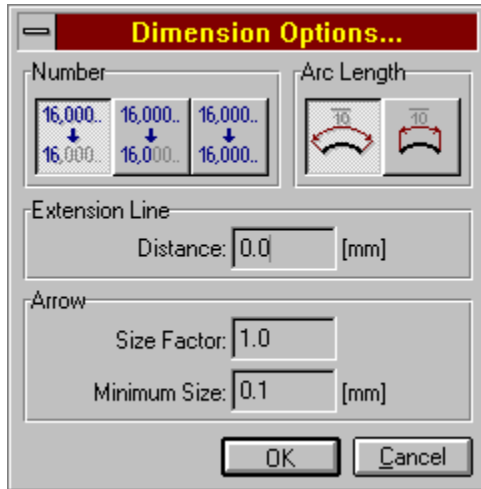 Dimension Options...
Number
Arc Length
16,000.. 16,000.. 16,000..
16,000.. 16,000.. 16,000..
10 10
Extension Line
Distance: 0.0 [mm]
Arrow
Size Factor: 1.0
Minimum Size: 0.1 [mm]
OK Cancel